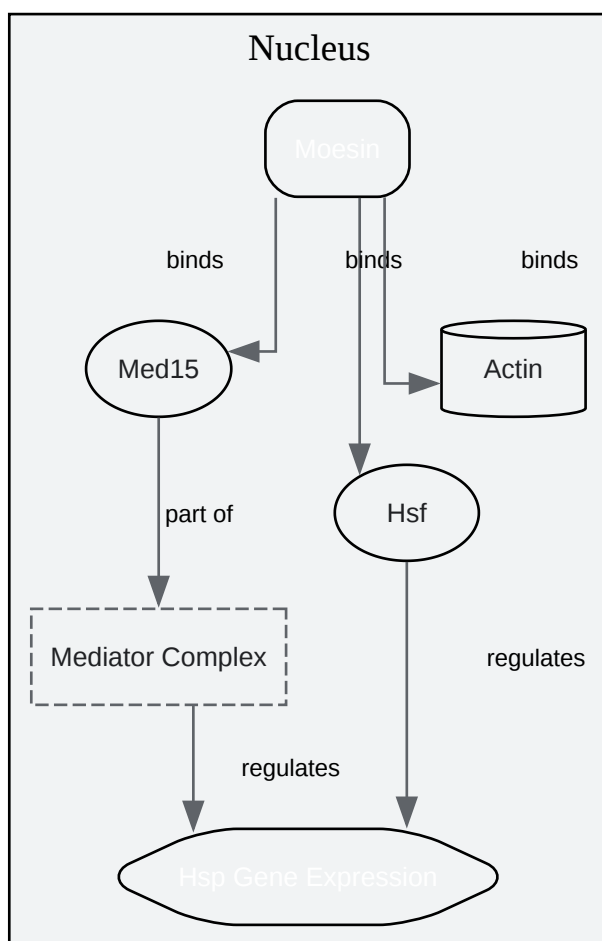 Nucleus
Moesin
binds
binds
binds
Med15
Actin
Hsf
part of
Mediator Complex
regulates
regulates
Hsp Gene Expression